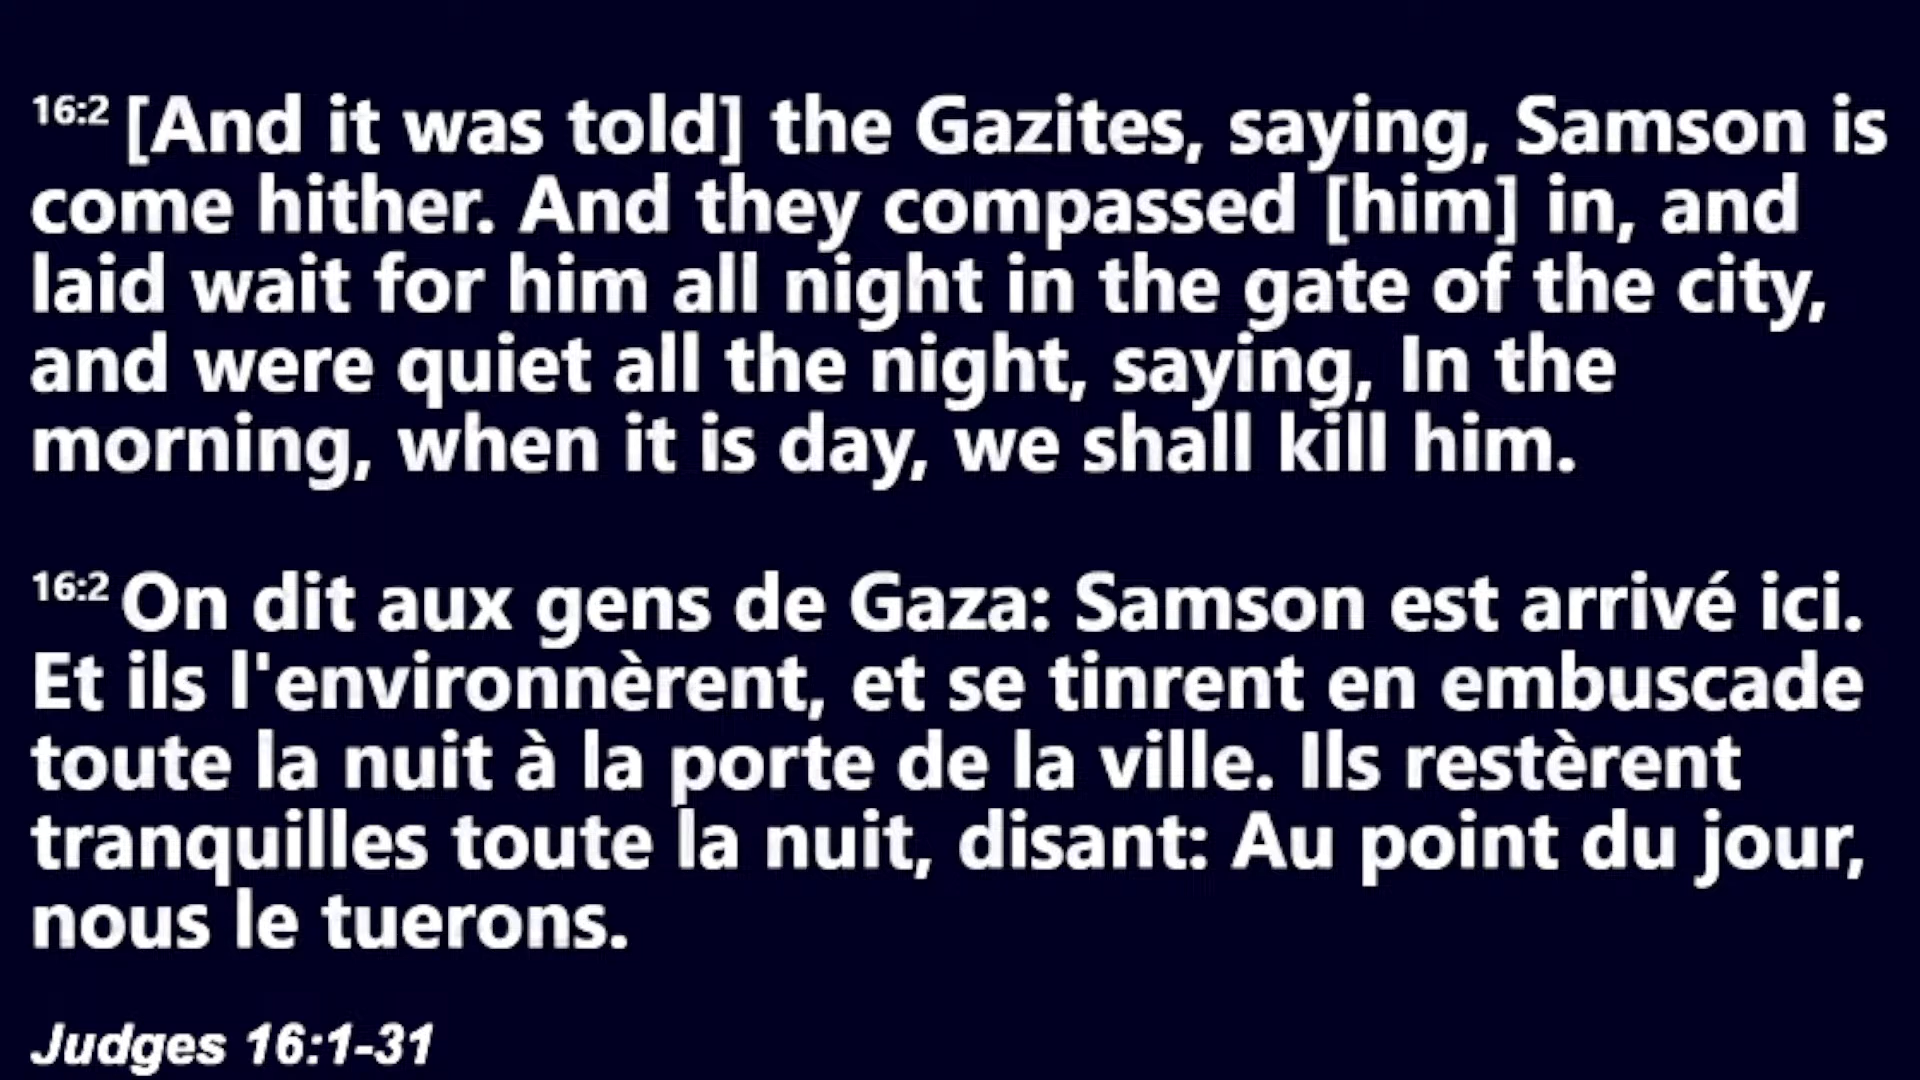 16:2 [And it was told] the Gazites, saying, Samson is
come hither. And they compassed [him] in, and
laid wait for him all night in the gate of the city,
and were quiet all the night, saying, In the
morning, when it is day, we shall kill him.
16:2 On dit aux gens de Gaza: Samson est arrivé ici.
Et ils l'environnèrent, et se tinrent en embuscade
toute la nuit à la porte de la ville. Ils restèrent
tranquilles toute la nuit, disant: Au point du jour,
nous le tuerons.
Judges 16:1-31